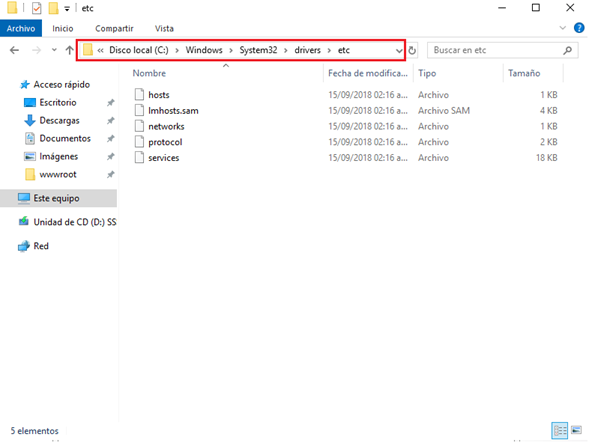 etc
Archivo Inicio Compartir Vista
« Disco local (C:) > Windows > System32 > drivers > etc
Buscar en etc
Nombre Fecha de modifica... Tipo Tamaño
Acceso rápido
Escritorio
Descargas
Documentos
Imágenes
wwwroot
Este equipo
Unidad de CD (D:) SS
Red
hosts 15/09/2018 02:16 a... Archivo 1 KB
lmhosts.sam 15/09/2018 02:16 a... Archivo SAM 4 KB
networks 15/09/2018 02:16 a... Archivo 1 KB
protocol 15/09/2018 02:16 a... Archivo 2 KB
services 15/09/2018 02:16 a... Archivo 18 KB
5 elementos